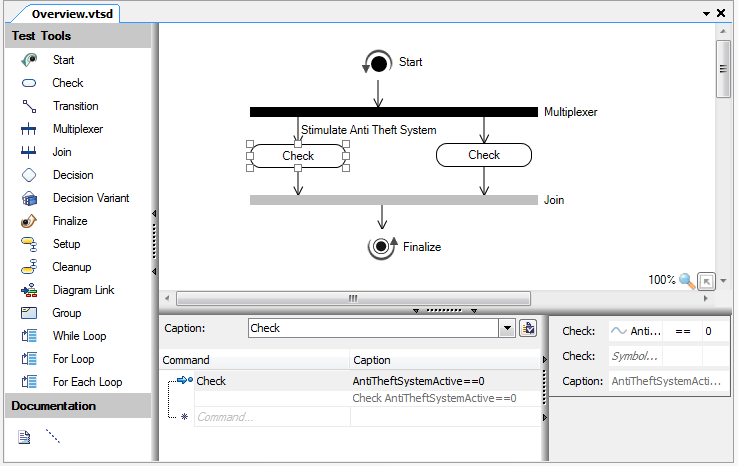 Overview.vtsd
Test Tools
Start
Check
Transition
Multiplexer
Join
Decision
Decision Variant
Finalize
Setup
Cleanup
Diagram Link
Group
While Loop
For Loop
For Each Loop
Documentation
Start
Multiplexer
Stimulate Anti Theft System
Check
Check
Join
Finalize
100%
Caption: Check
Command Caption
Check AntiTheftSystemActive==0
Check AntiTheftSystemActive==0
Command...
Check: Anti... == 0
Check: Symbol...
Caption: AntiTheftSystemActi...